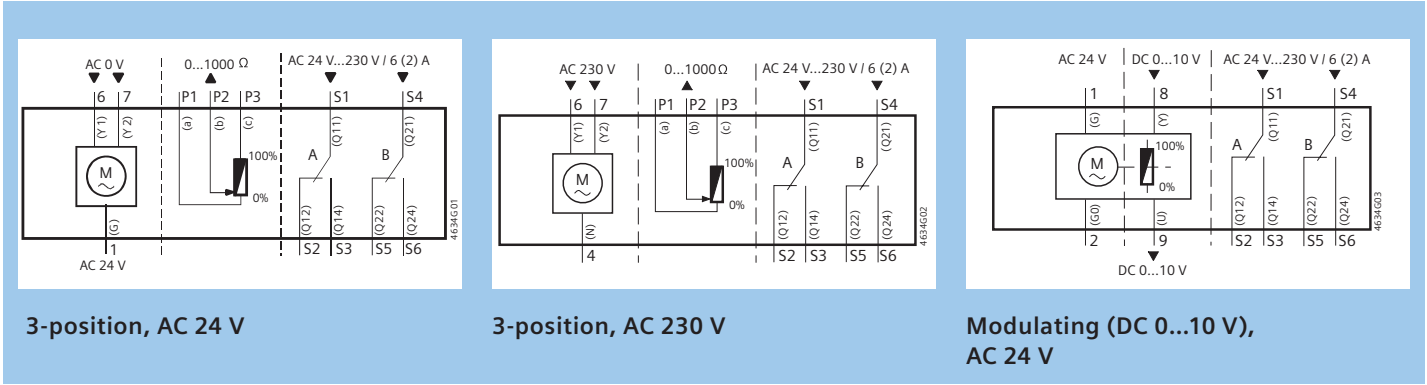 AC 0 V 0...1000 Ω AC 24 V...230 V / 6 (2) A
6 7 P1 P2 P3 S1 S4
(Y 1) (Y 2) (a) (b) (c) (Q11) (Q21)
A B
100%
M
0%
(G) (Q12) (Q14) (Q22) (Q24)
1 S2 S3 S5 S6
AC 24 V
4634G01
3-position, AC 24 V
AC 230 V 0...1000 Ω AC 24 V...230 V / 6 (2) A
6 7 P1 P2 P3 S1 S4
(Y1) (Y2) (a) (b) (c) (Q11) (Q21)
100% A B
M
0%
(N) (Q12) (Q14) (Q22) (Q24)
4 S2 S3 S5 S6
4634G02
3-position, AC 230 V
AC 24 V DC 0...10 V AC 24 V...230 V / 6 (2) A
1 8 S1 S4
(G) (Y) (Q11) (Q21)
100% A B
M
0%
(G0) (U) (Q12) (Q14) (Q22) (Q24)
2 9 S2 S3 S5 S6
DC 0...10 V
4634G03
Modulating (DC 0...10 V),
AC 24 V